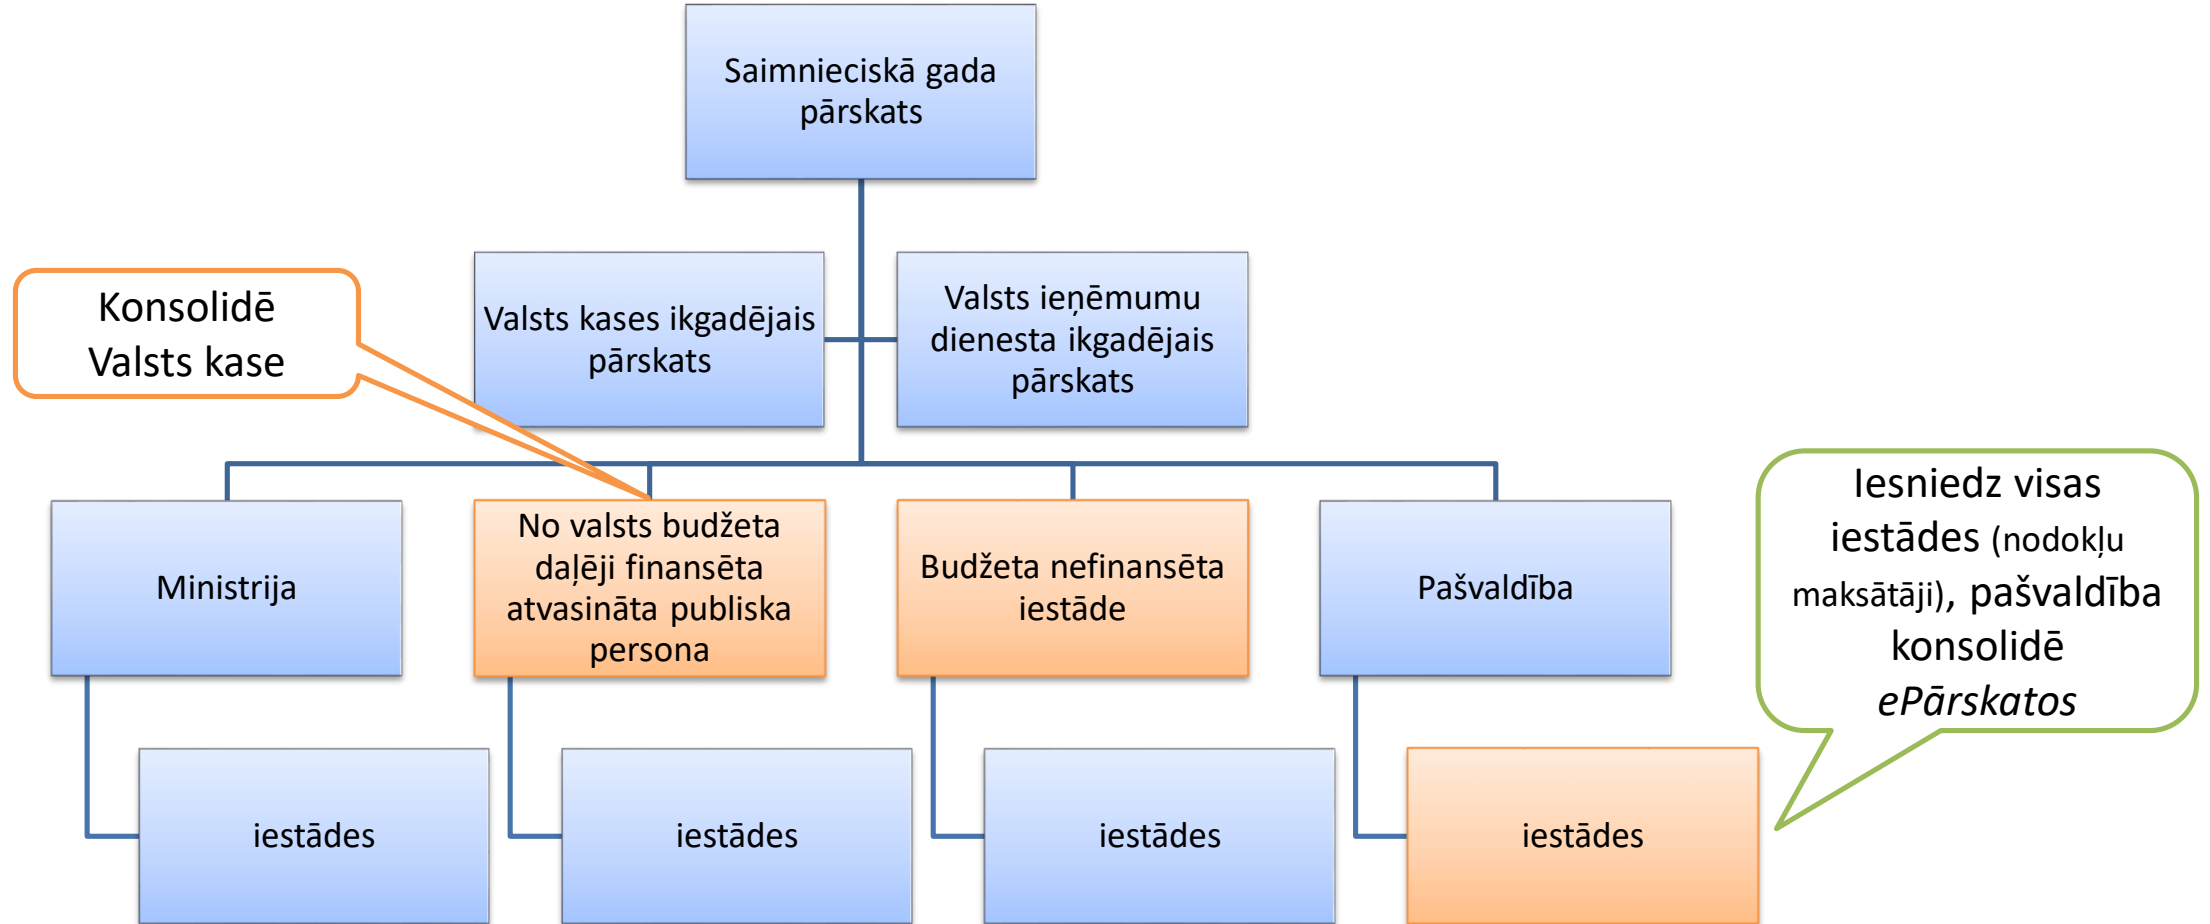 Saimnieciskā gada
pārskats
Konsolidē
Valsts kase
Valsts kases ikgadējais
pārskats
Valsts ieņēmumu
dienesta ikgadējais
pārskats
Ministrija
No valsts budžeta
daļēji finansēta
atvasināta publiska
persona
Budžeta nefinansēta
iestāde
Pašvaldība
Iesniedz visas
iestādes (nodokļu
maksātāji), pašvaldība
konsolidē
ePārskatos
iestādes
iestādes
iestādes
iestādes